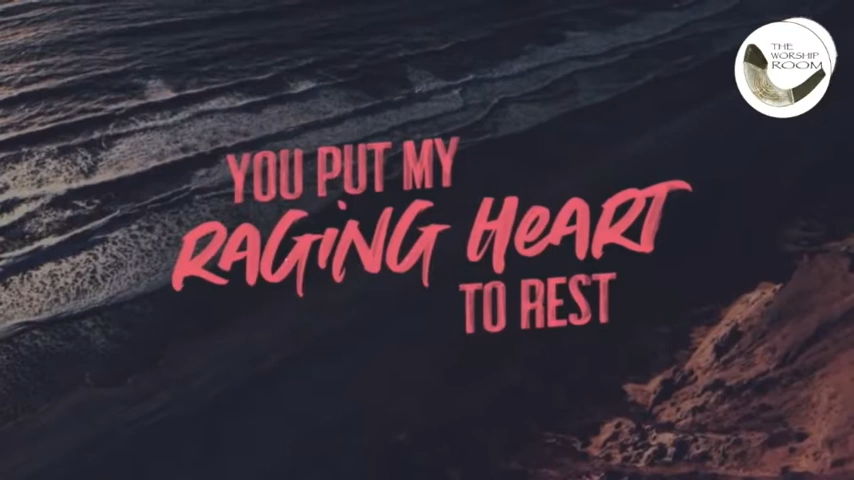 THE
WORSHIP
ROOM
YOU PUT MY
RAGiNG HeART
TO REST